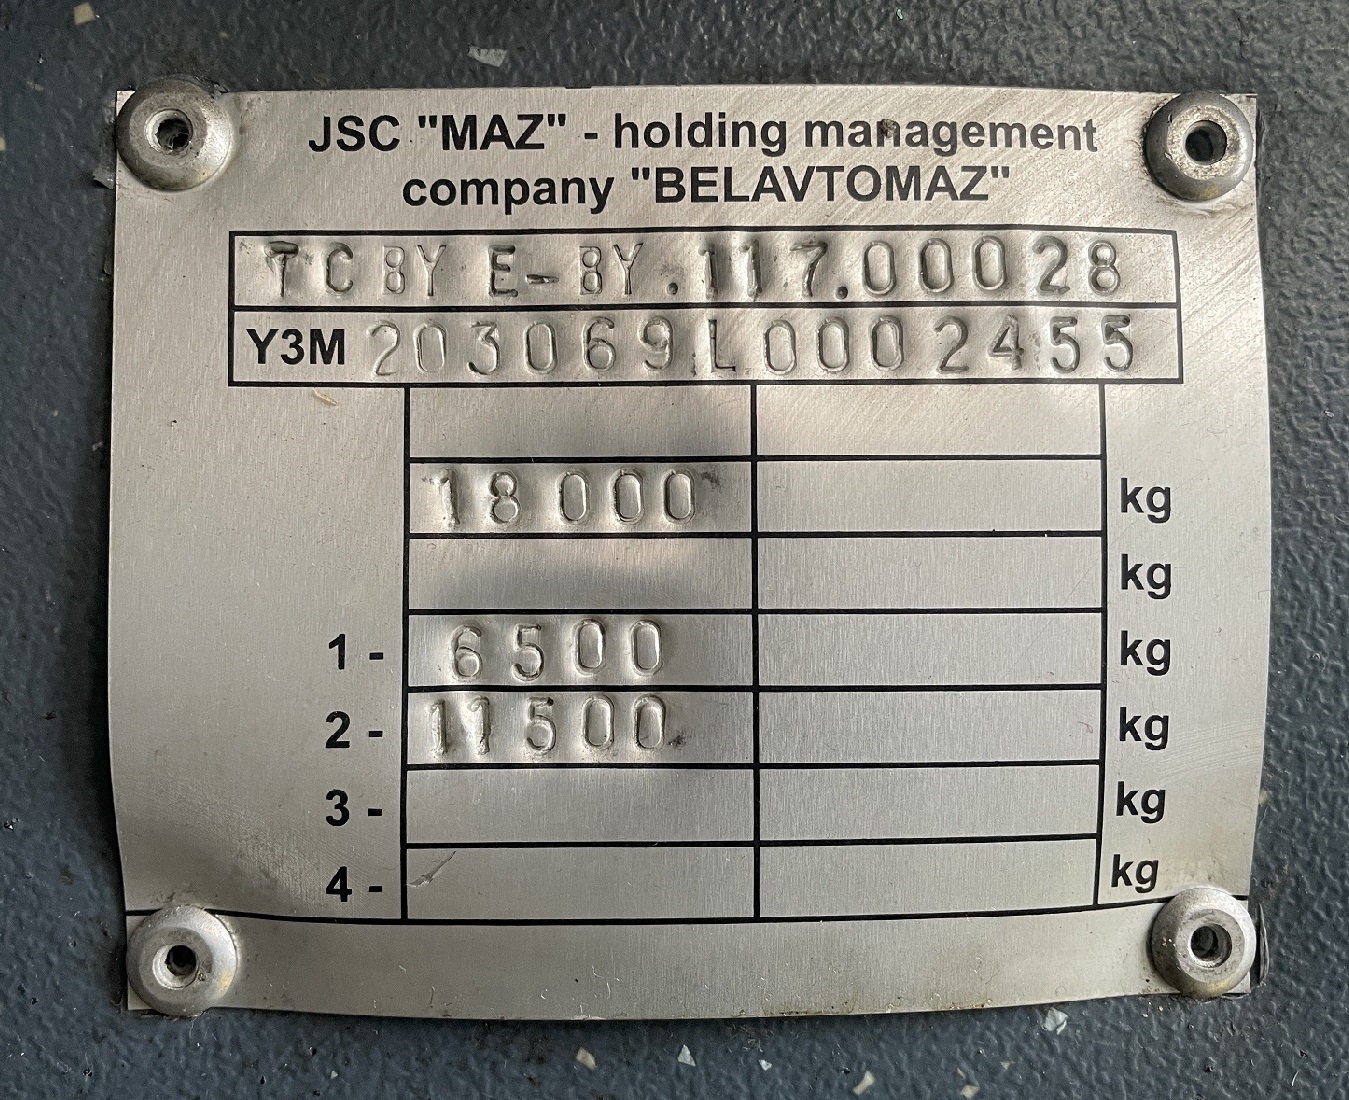 JSC "MAZ" - holding management
company "BELAVTOMAZ"
TC BY E-BY.117.00028
Y3M 203069L0002455
18000 kg
kg
1 - 6500 kg
2 - 11500 kg
3 - kg
4 - kg